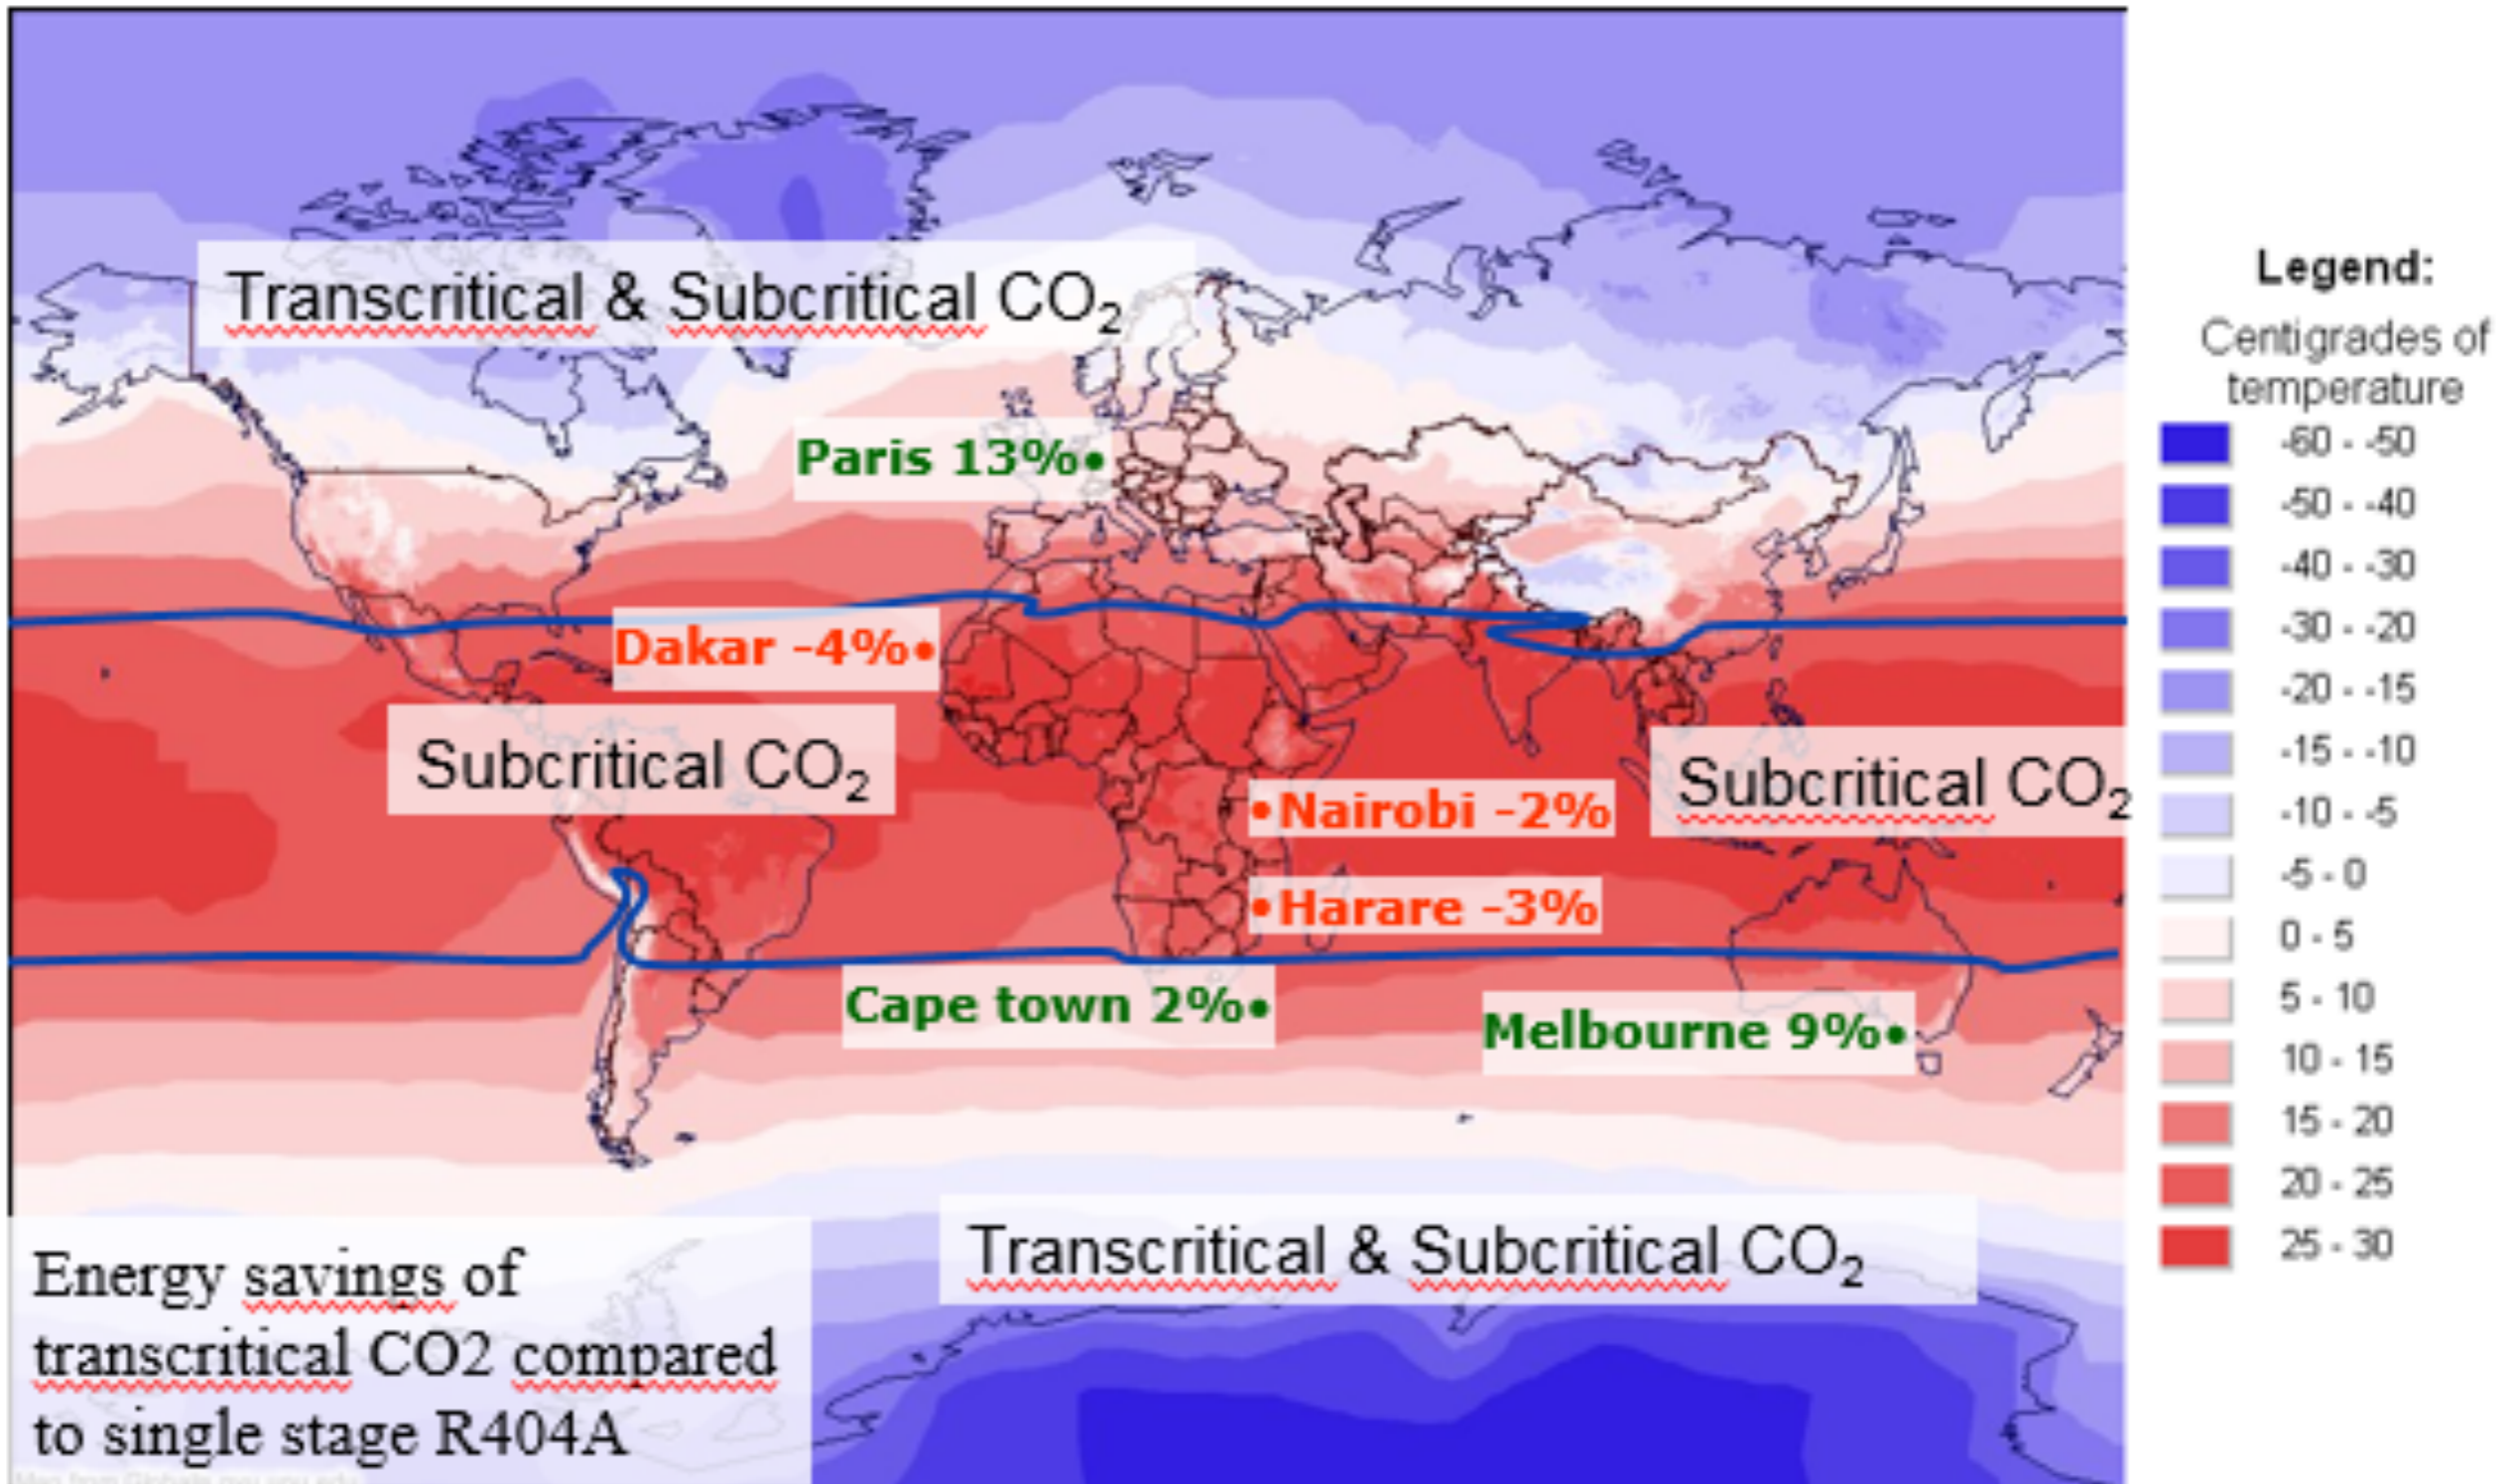 Transcritical & Subcritical CO₂
Paris 13%•
Dakar -4%•
Subcritical CO₂
•Nairobi -2%
Subcritical CO₂
•Harare -3%
Cape town 2%•
Melbourne 9%•
Transcritical & Subcritical CO₂
Energy savings of
transcritical CO2 compared
to single stage R404A
Legend:
Centigrades of
temperature
-60 - -50
-50 - -40
-40 - -30
-30 - -20
-20 - -15
-15 - -10
-10 - -5
-5 - 0
0 - 5
5 - 10
10 - 15
15 - 20
20 - 25
25 - 30